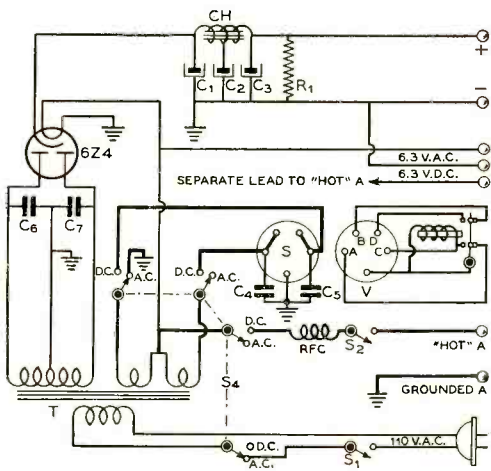 CH
+
C1 C2 C3 R1
−
6Z4
6.3 V.A.C.
6.3 V.D.C.
SEPARATE LEAD TO "HOT" A
C6 C7
B D
A C
S
V
D.C. A.C. D.C. A.C.
C4 C5
D.C.
A.C.
RFC
S2
"HOT" A
S4
GROUNDED A
T
110 V.A.C.
D.C.
A.C.
S1